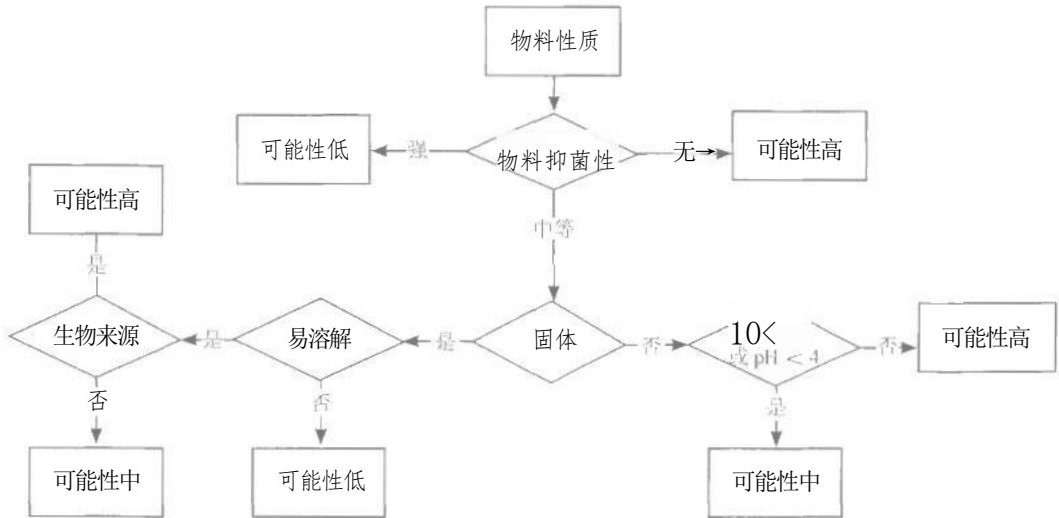 物料性质
可能性低
强
物料抑菌性
无
可能性高
可能性高
中等
是
生物来源
是
易溶解
是
固体
否
10<
或 pH < 4
否
可能性高
否
否
是
可能性中
可能性低
可能性中